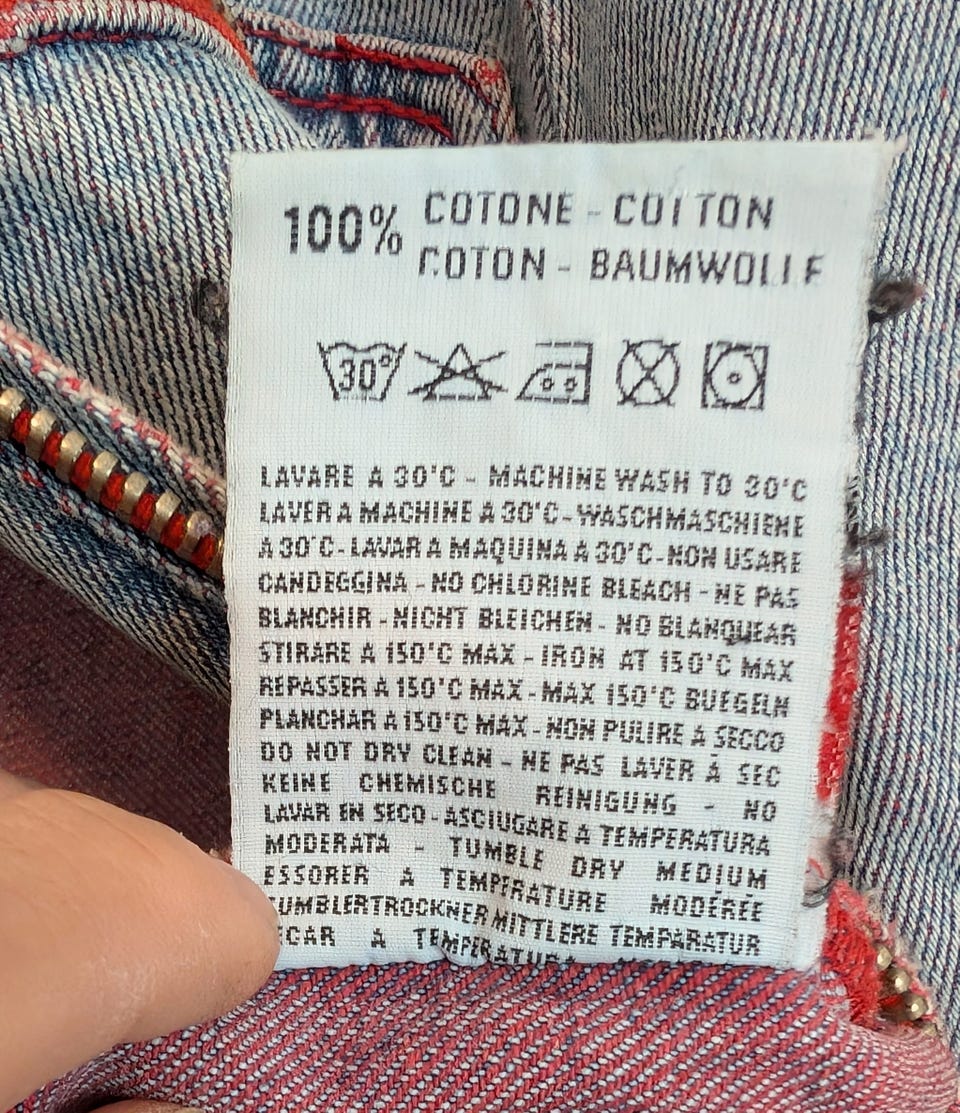 100% COTONE - COTTON
COTON - BAUMWOLLE
30°
LAVARE A 30°C - MACHINE WASH TO 30°C
LAVER A MACHINE A 30°C - WASCHMASCHIENE
A 30°C - LAVAR A MAQUINA A 30°C - NON USARE
CANDEGGINA - NO CHLORINE BLEACH - NE PAS
BLANCHIR - NICHT BLEICHEN - NO BLANQUEAR
STIRARE A 150°C MAX - IRON AT 150°C MAX
REPASSER A 150°C MAX - MAX 150°C BUEGELN
PLANCHAR A 150°C MAX - NON PULIRE A SECCO
DO NOT DRY CLEAN - NE PAS LAVER À SEC
KEINE CHEMISCHE REINIGUNG - NO
LAVAR EN SECO - ASCIUGARE A TEMPERATURA
MODERATA - TUMBLE DRY MEDIUM
ESSORER A TEMPERATURE MODÉRÉE
TUMBLERTROCKNER MITTLERE TEMPARATUR
A TEMPERATURA